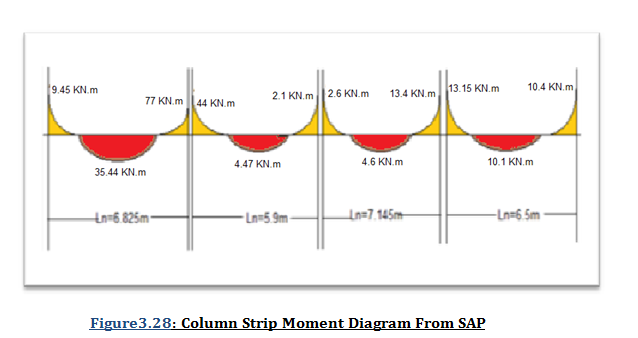 9.45 KN.m
77 KN.m
44 KN.m
2.1 KN.m
2.6 KN.m
13.4 KN.m
13.15 KN.m
10.4 KN.m
35.44 KN.m
4.47 KN.m
4.6 KN.m
10.1 KN.m
Ln=6.825m
Ln=5.9m
Ln=7.145m
Ln=6.5m
Figure3.28: Column Strip Moment Diagram From SAP